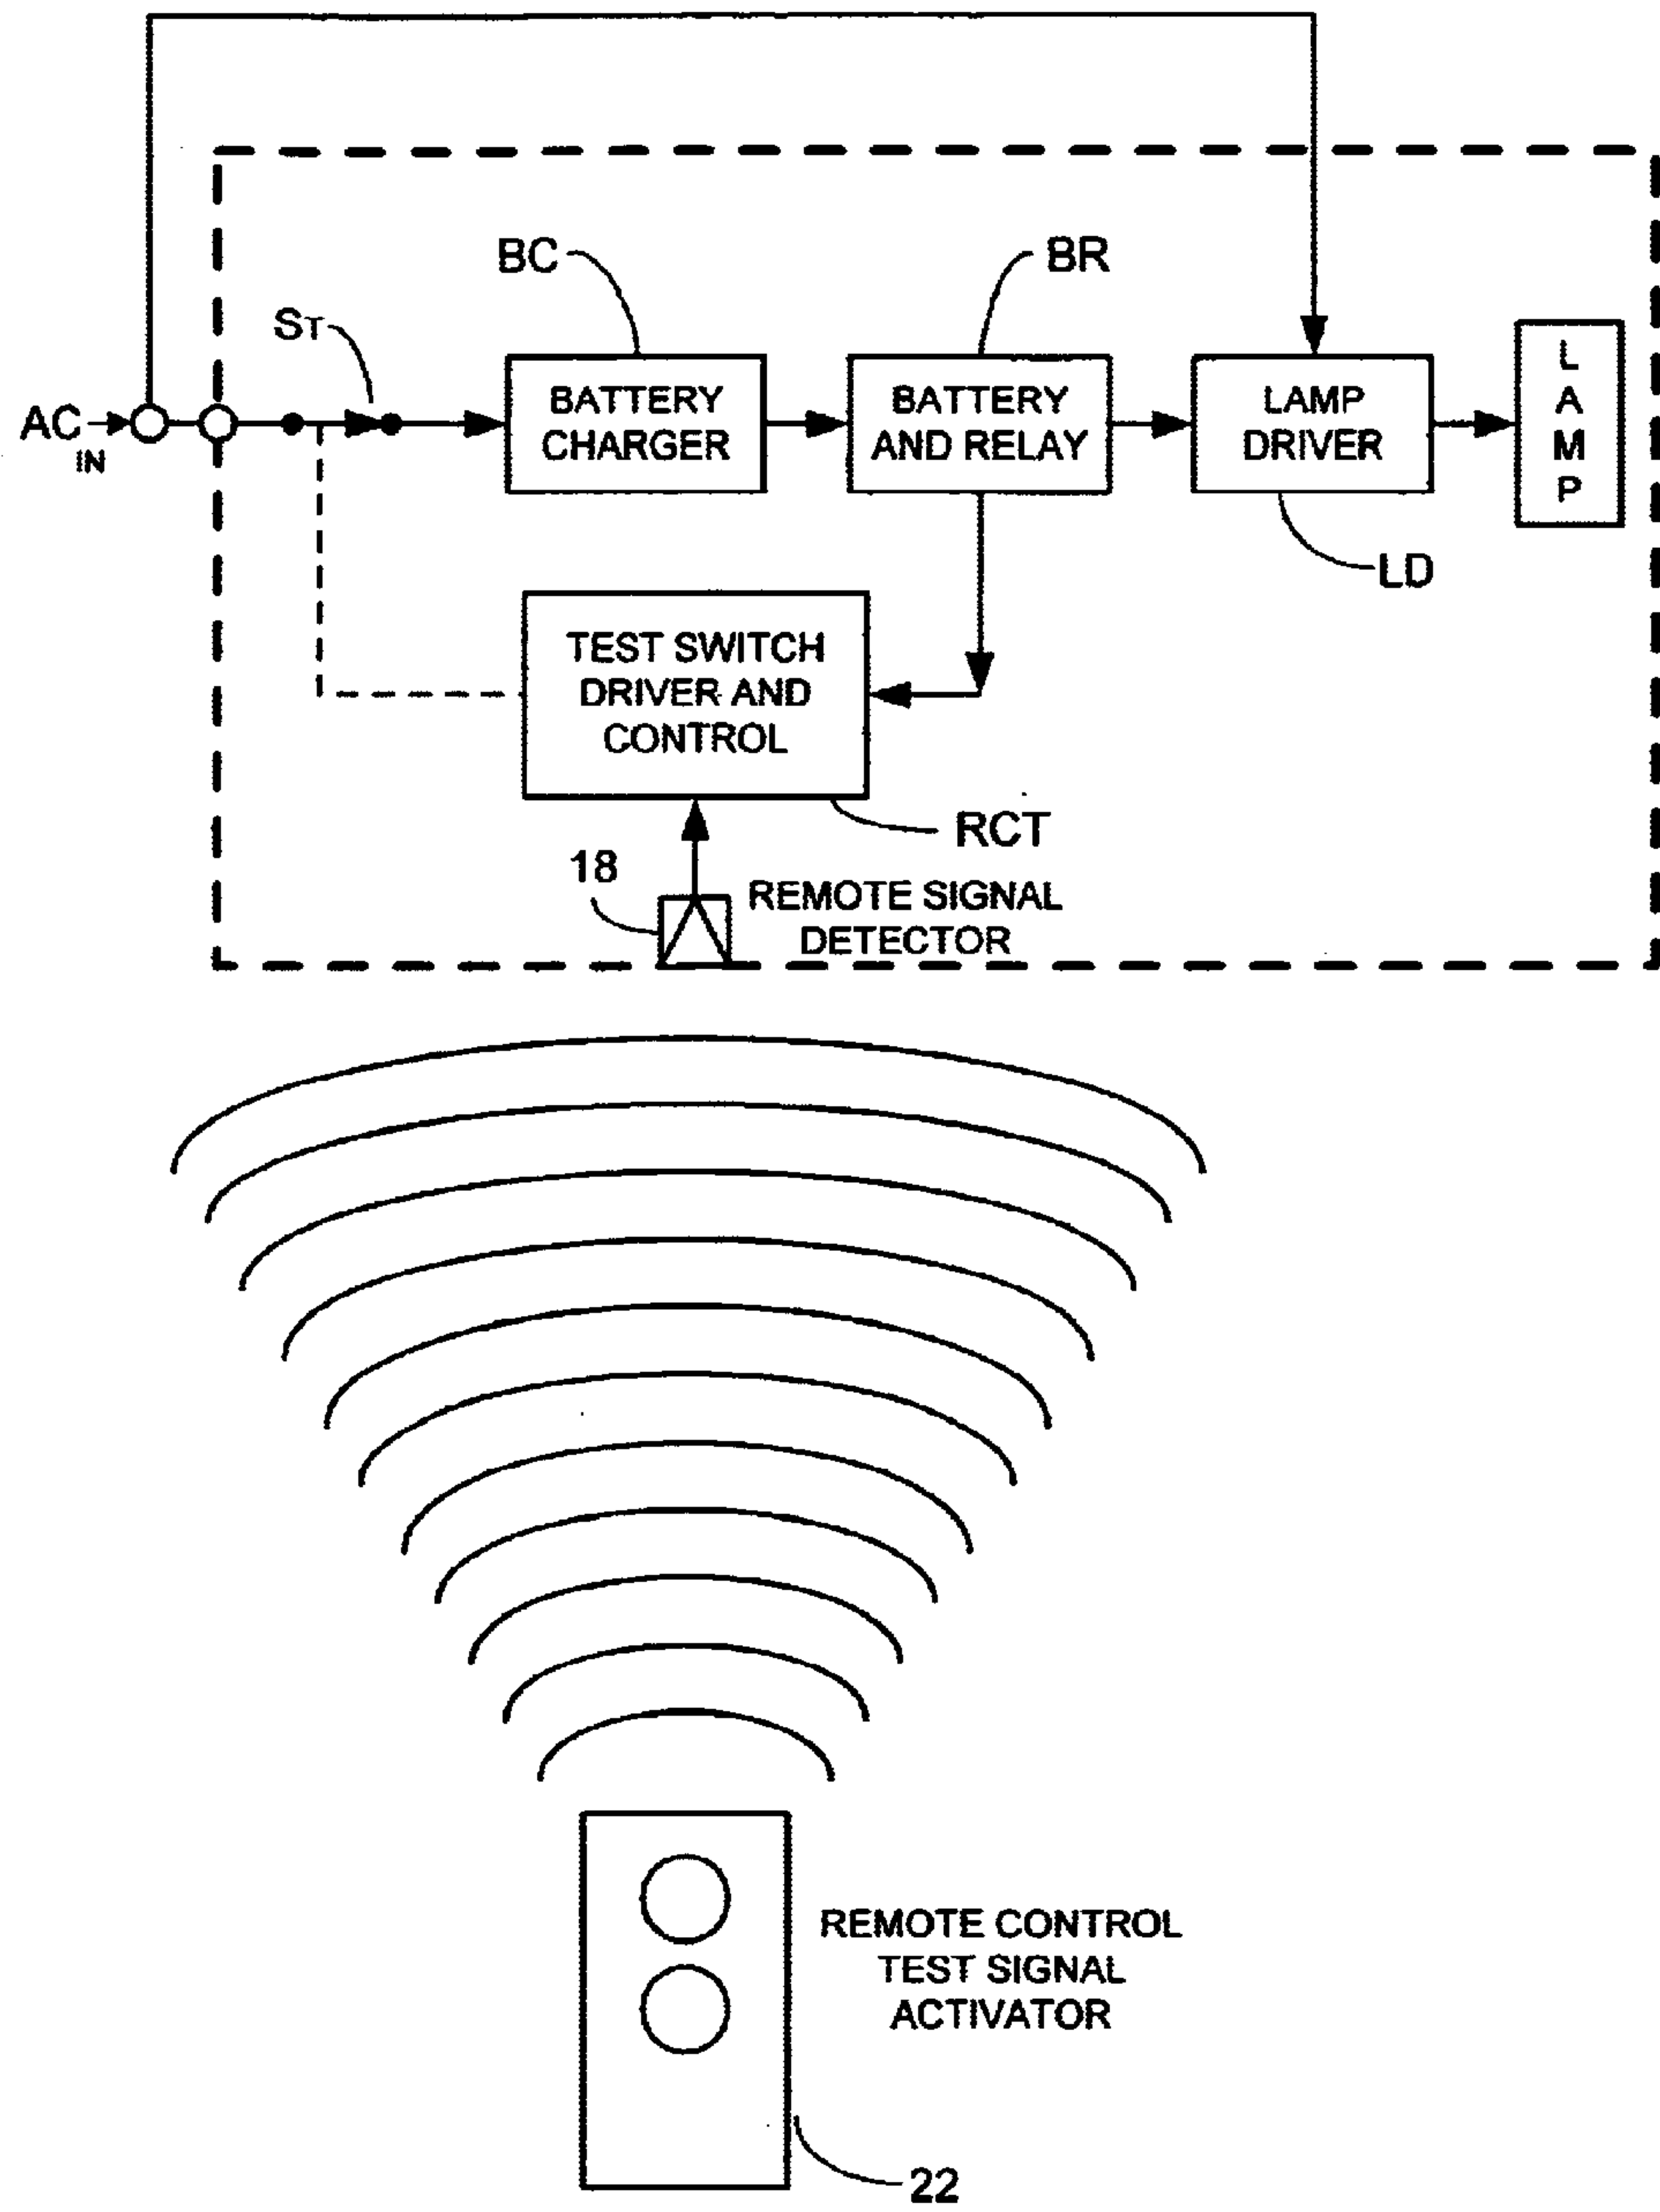 BC
BR
ST
AC IN
BATTERY
CHARGER
BATTERY
AND RELAY
LAMP
DRIVER
L
A
M
P
LD
TEST SWITCH
DRIVER AND
CONTROL
RCT
18
REMOTE SIGNAL
DETECTOR
REMOTE CONTROL
TEST SIGNAL
ACTIVATOR
22